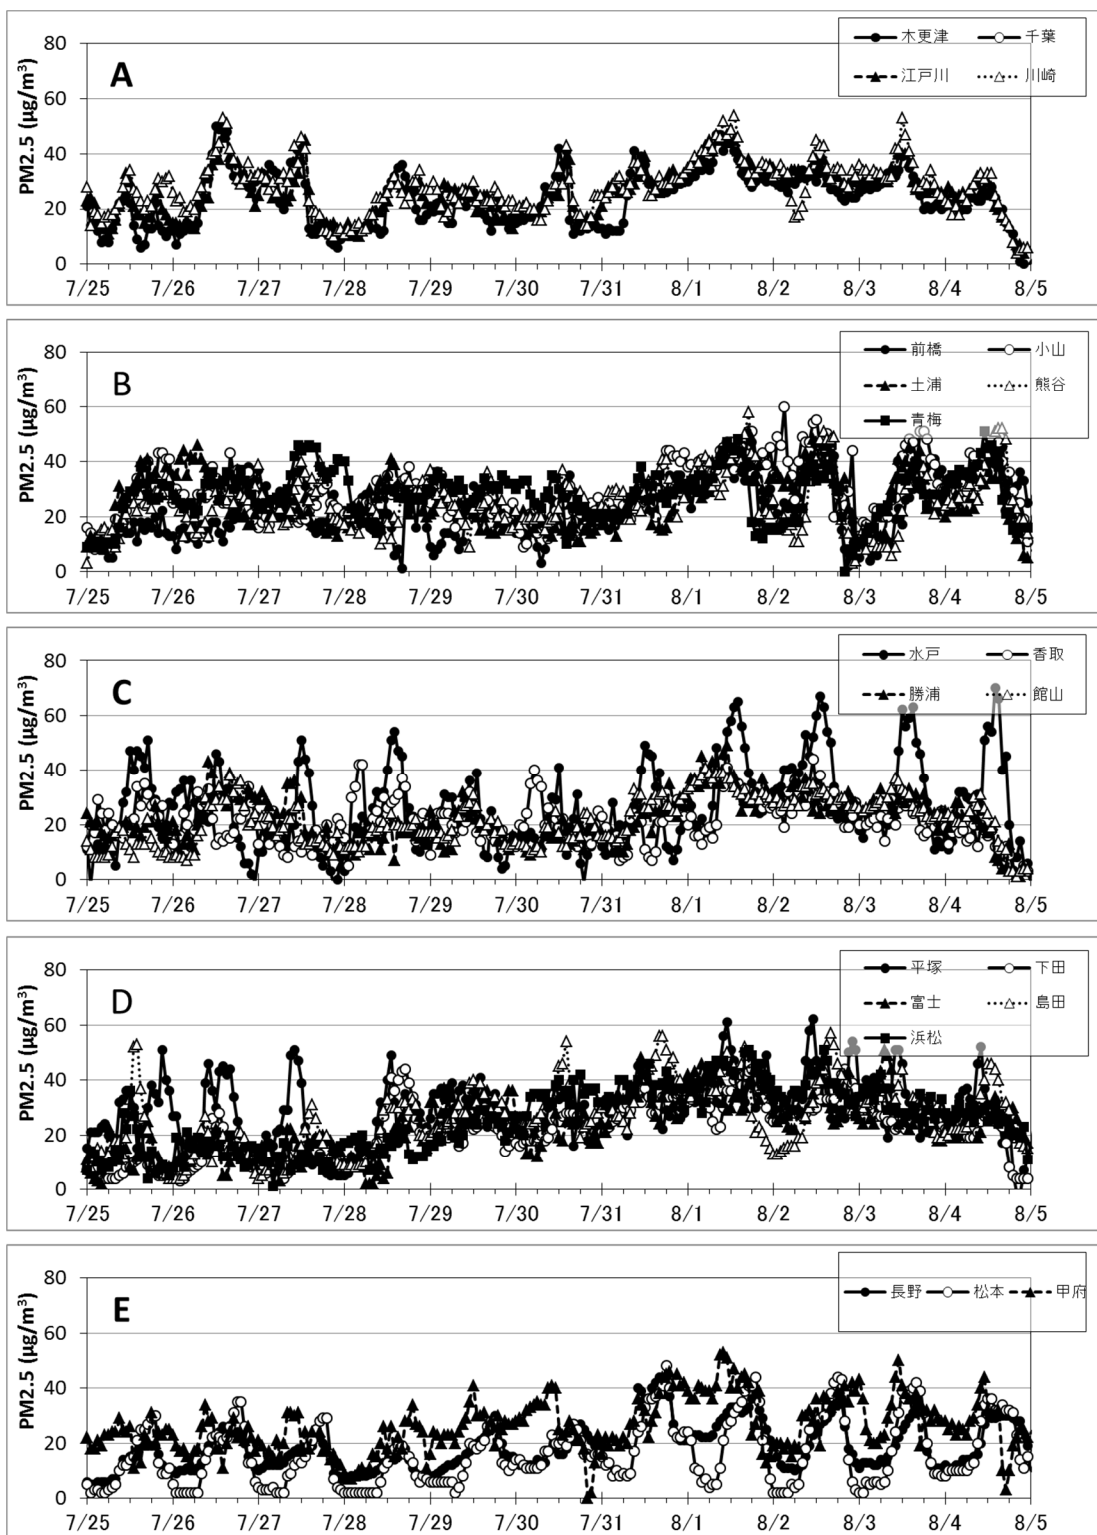 80
60
40
20
0
PM2.5 (μg/m³)
A
木更津 千葉
江戸川 川崎
7/25 7/26 7/27 7/28 7/29 7/30 7/31 8/1 8/2 8/3 8/4 8/5
80
60
40
20
0
PM2.5 (μg/m³)
B
前橋 小山
土浦 熊谷
青梅
7/25 7/26 7/27 7/28 7/29 7/30 7/31 8/1 8/2 8/3 8/4 8/5
80
60
40
20
0
PM2.5 (μg/m³)
C
水戸 香取
勝浦 館山
7/25 7/26 7/27 7/28 7/29 7/30 7/31 8/1 8/2 8/3 8/4 8/5
80
60
40
20
0
PM2.5 (μg/m³)
D
平塚 下田
富士 島田
浜松
7/25 7/26 7/27 7/28 7/29 7/30 7/31 8/1 8/2 8/3 8/4 8/5
80
60
40
20
0
PM2.5 (μg/m³)
E
長野 松本 甲府
7/25 7/26 7/27 7/28 7/29 7/30 7/31 8/1 8/2 8/3 8/4 8/5